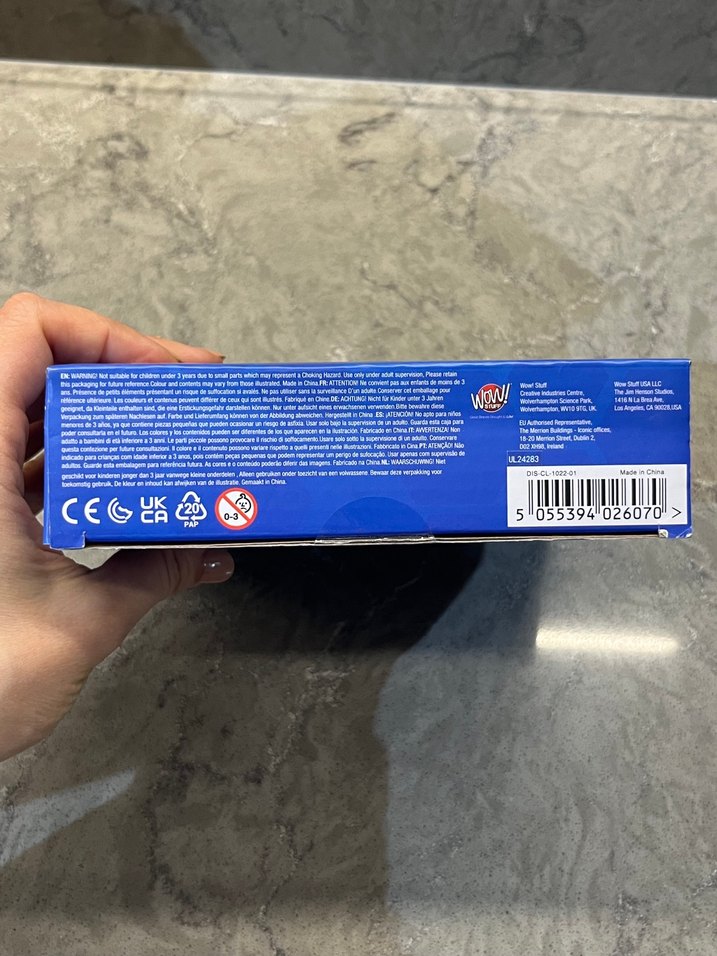 EN: WARNING! Not suitable for children under 3 years due to small parts which may represent a Choking Hazard. Use only under adult supervision, Please retain
this packaging for future reference.Colour and contents may vary from those illustrated. Made in China.FR: ATTENTION! Ne convient pas aux enfants de moins de 3
ans. Présence de petits éléments présentant un risque de suffocation si avalés. Ne pas utiliser sans la surveillance D'un adulte.Conserver cet emballage pour
référence ultérieure. Les couleurs et contenus peuvent différer de ceux qui sont illustrés. Fabriqué en China.DE: ACHTUNG! Nicht für Kinder unter 3 Jahren
geeignet, da Kleinteile enthalten sind, die eine Erstickungsgefahr darstellen können. Nur unter aufsicht eines erwachsenen verwenden.Bitte bewahre diese
Verpackung zum späteren Nachlesen auf. Farbe und Lieferumfang können von der Abbildung abweichen. Hergestellt in China .ES: ¡ATENCIÓN! No apto para niños
menores de 3 años, ya que contiene piezas pequeñas que pueden ocasionar un riesgo de asfixia. Usar solo bajo la supervisión de un adulto. Guarda esta caja para
poder consultarla en el futuro. Los colores y los contenidos pueden ser diferentes de los que aparecen en la ilustración. Fabricado en China.IT: AVERTENZA! Non
adatto a bambini di età inferiore a 3 anni. Le parti piccole possono provocare il rischio di soffocamento.Usare solo sotto la supervisione di un adulto. Conservare
questa confezione per future consultazioni. Il colore e il contenuto possono variare rispetto a quelli presenti nelle illustrazioni. Fabbricato in Cina.PT: ATENÇÃO! Não
indicado para crianças com idade inferior a 3 anos, pois contém peças pequenas que podem representar um perigo de sufocação. Usar apenas com supervisão de
adultos. Guarde esta embalagem para referência futura. As cores e o conteúdo poderão diferir das imagens. Fabricado na China.NL: WAARSCHUWING! Niet
geschikt voor kinderen jonger dan 3 jaar vanwege kleine onderdelen . Alleen gebruiken onder toezicht van een volwassene. Bewaar deze verpakking voor
toekomstig gebruik. De kleur en inhoud kan afwijken van de illustratie. Gemaakt in China.
CE UK CA 20 PAP 0-3
WOW!
STUFF
Wow! Stuff
Creative Industries Centre,
Wolverhampton Science Park,
Wolverhampton, WV10 9TG, UK.
EU Authorised Representative,
The Merrion Buildings - Iconic offices,
18-20 Merrion Street, Dublin 2,
D02 XH98, Ireland
Wow Stuff USA LLC
The Jim Henson Studios,
1416 N La Brea Ave,
Los Angeles, CA 90028,USA
UL24283
DIS-CL-1022-01 Made in China
5 055394 026070 >